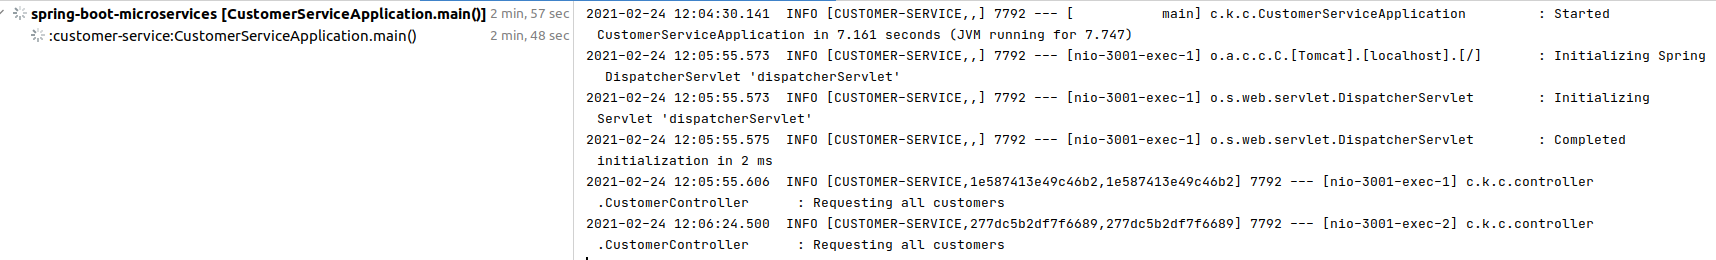 spring-boot-microservices [CustomerServiceApplication.main()] 2 min, 57 sec
:customer-service:CustomerServiceApplication.main() 2 min, 48 sec
2021-02-24 12:04:30.141  INFO [CUSTOMER-SERVICE,,] 7792 --- [           main] c.k.c.CustomerServiceApplication         : Started
CustomerServiceApplication in 7.161 seconds (JVM running for 7.747)
2021-02-24 12:05:55.573  INFO [CUSTOMER-SERVICE,,] 7792 --- [nio-3001-exec-1] o.a.c.c.C.[Tomcat].[localhost].[/]       : Initializing Spring
DispatcherServlet 'dispatcherServlet'
2021-02-24 12:05:55.573  INFO [CUSTOMER-SERVICE,,] 7792 --- [nio-3001-exec-1] o.s.web.servlet.DispatcherServlet        : Initializing
Servlet 'dispatcherServlet'
2021-02-24 12:05:55.575  INFO [CUSTOMER-SERVICE,,] 7792 --- [nio-3001-exec-1] o.s.web.servlet.DispatcherServlet        : Completed
initialization in 2 ms
2021-02-24 12:05:55.606  INFO [CUSTOMER-SERVICE,1e587413e49c46b2,1e587413e49c46b2] 7792 --- [nio-3001-exec-1] c.k.c.controller
.CustomerController      : Requesting all customers
2021-02-24 12:06:24.500  INFO [CUSTOMER-SERVICE,277dc5b2df7f6689,277dc5b2df7f6689] 7792 --- [nio-3001-exec-2] c.k.c.controller
.CustomerController      : Requesting all customers